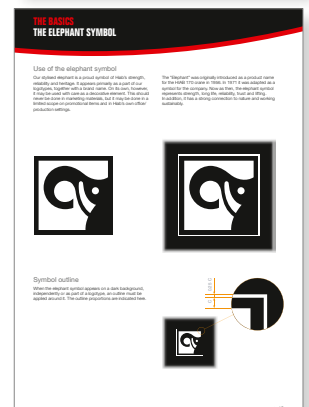 THE BASICS
THE ELEPHANT SYMBOL
Use of the elephant symbol
Our stylised elephant is a proud symbol of Hiab's strength,
reliability and heritage. It appears primarily as a part of our
logotypes, together with a brand name. On its own, however,
it may be used with care as a decorative element. This should
never be done in marketing materials, but it may be done in a
limited scale on promotional items and in Hiab's own office/
production settings.
The "Elephant" was originally introduced as a product name
for the HIAB 170 crane in 1966. In 1971 it was adopted as a
symbol for the company. Now as then, the elephant symbol
represents strength, long life, reliability, trust and lifting.
In addition, it has a strong connection to nature and working
sustainably.
Symbol outline
When the elephant symbol appears on a dark background,
independently or as part of a logotype, an outline must be
applied around it. The outline proportions are indicated here.